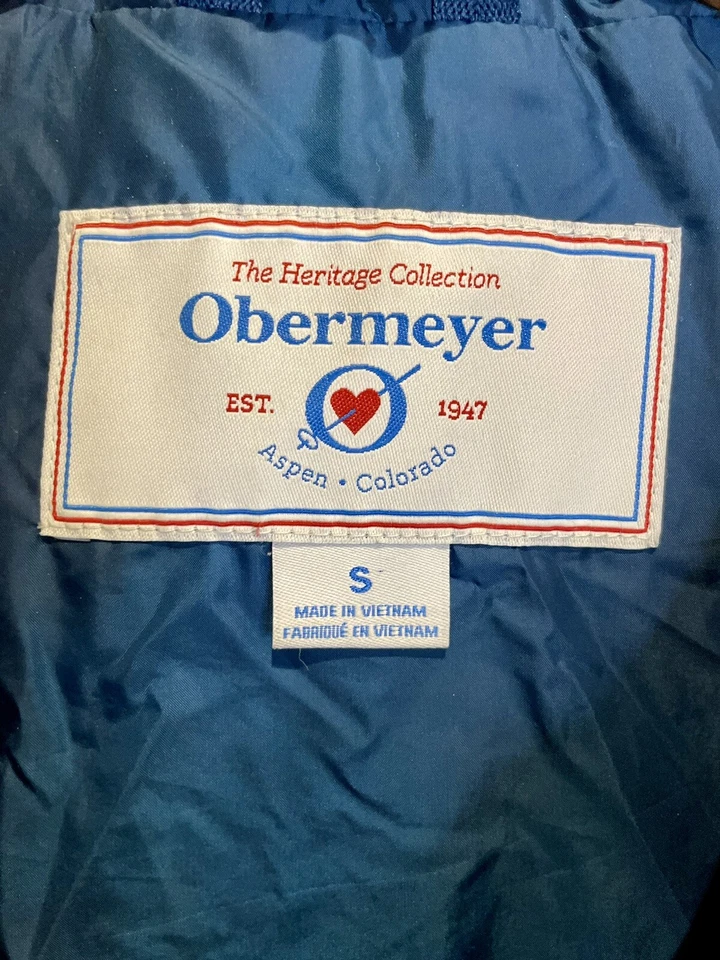 The Heritage Collection
Obermeyer
EST. 1947
Aspen • Colorado
S
MADE IN VIETNAM
FABRIQUÉ EN VIETNAM